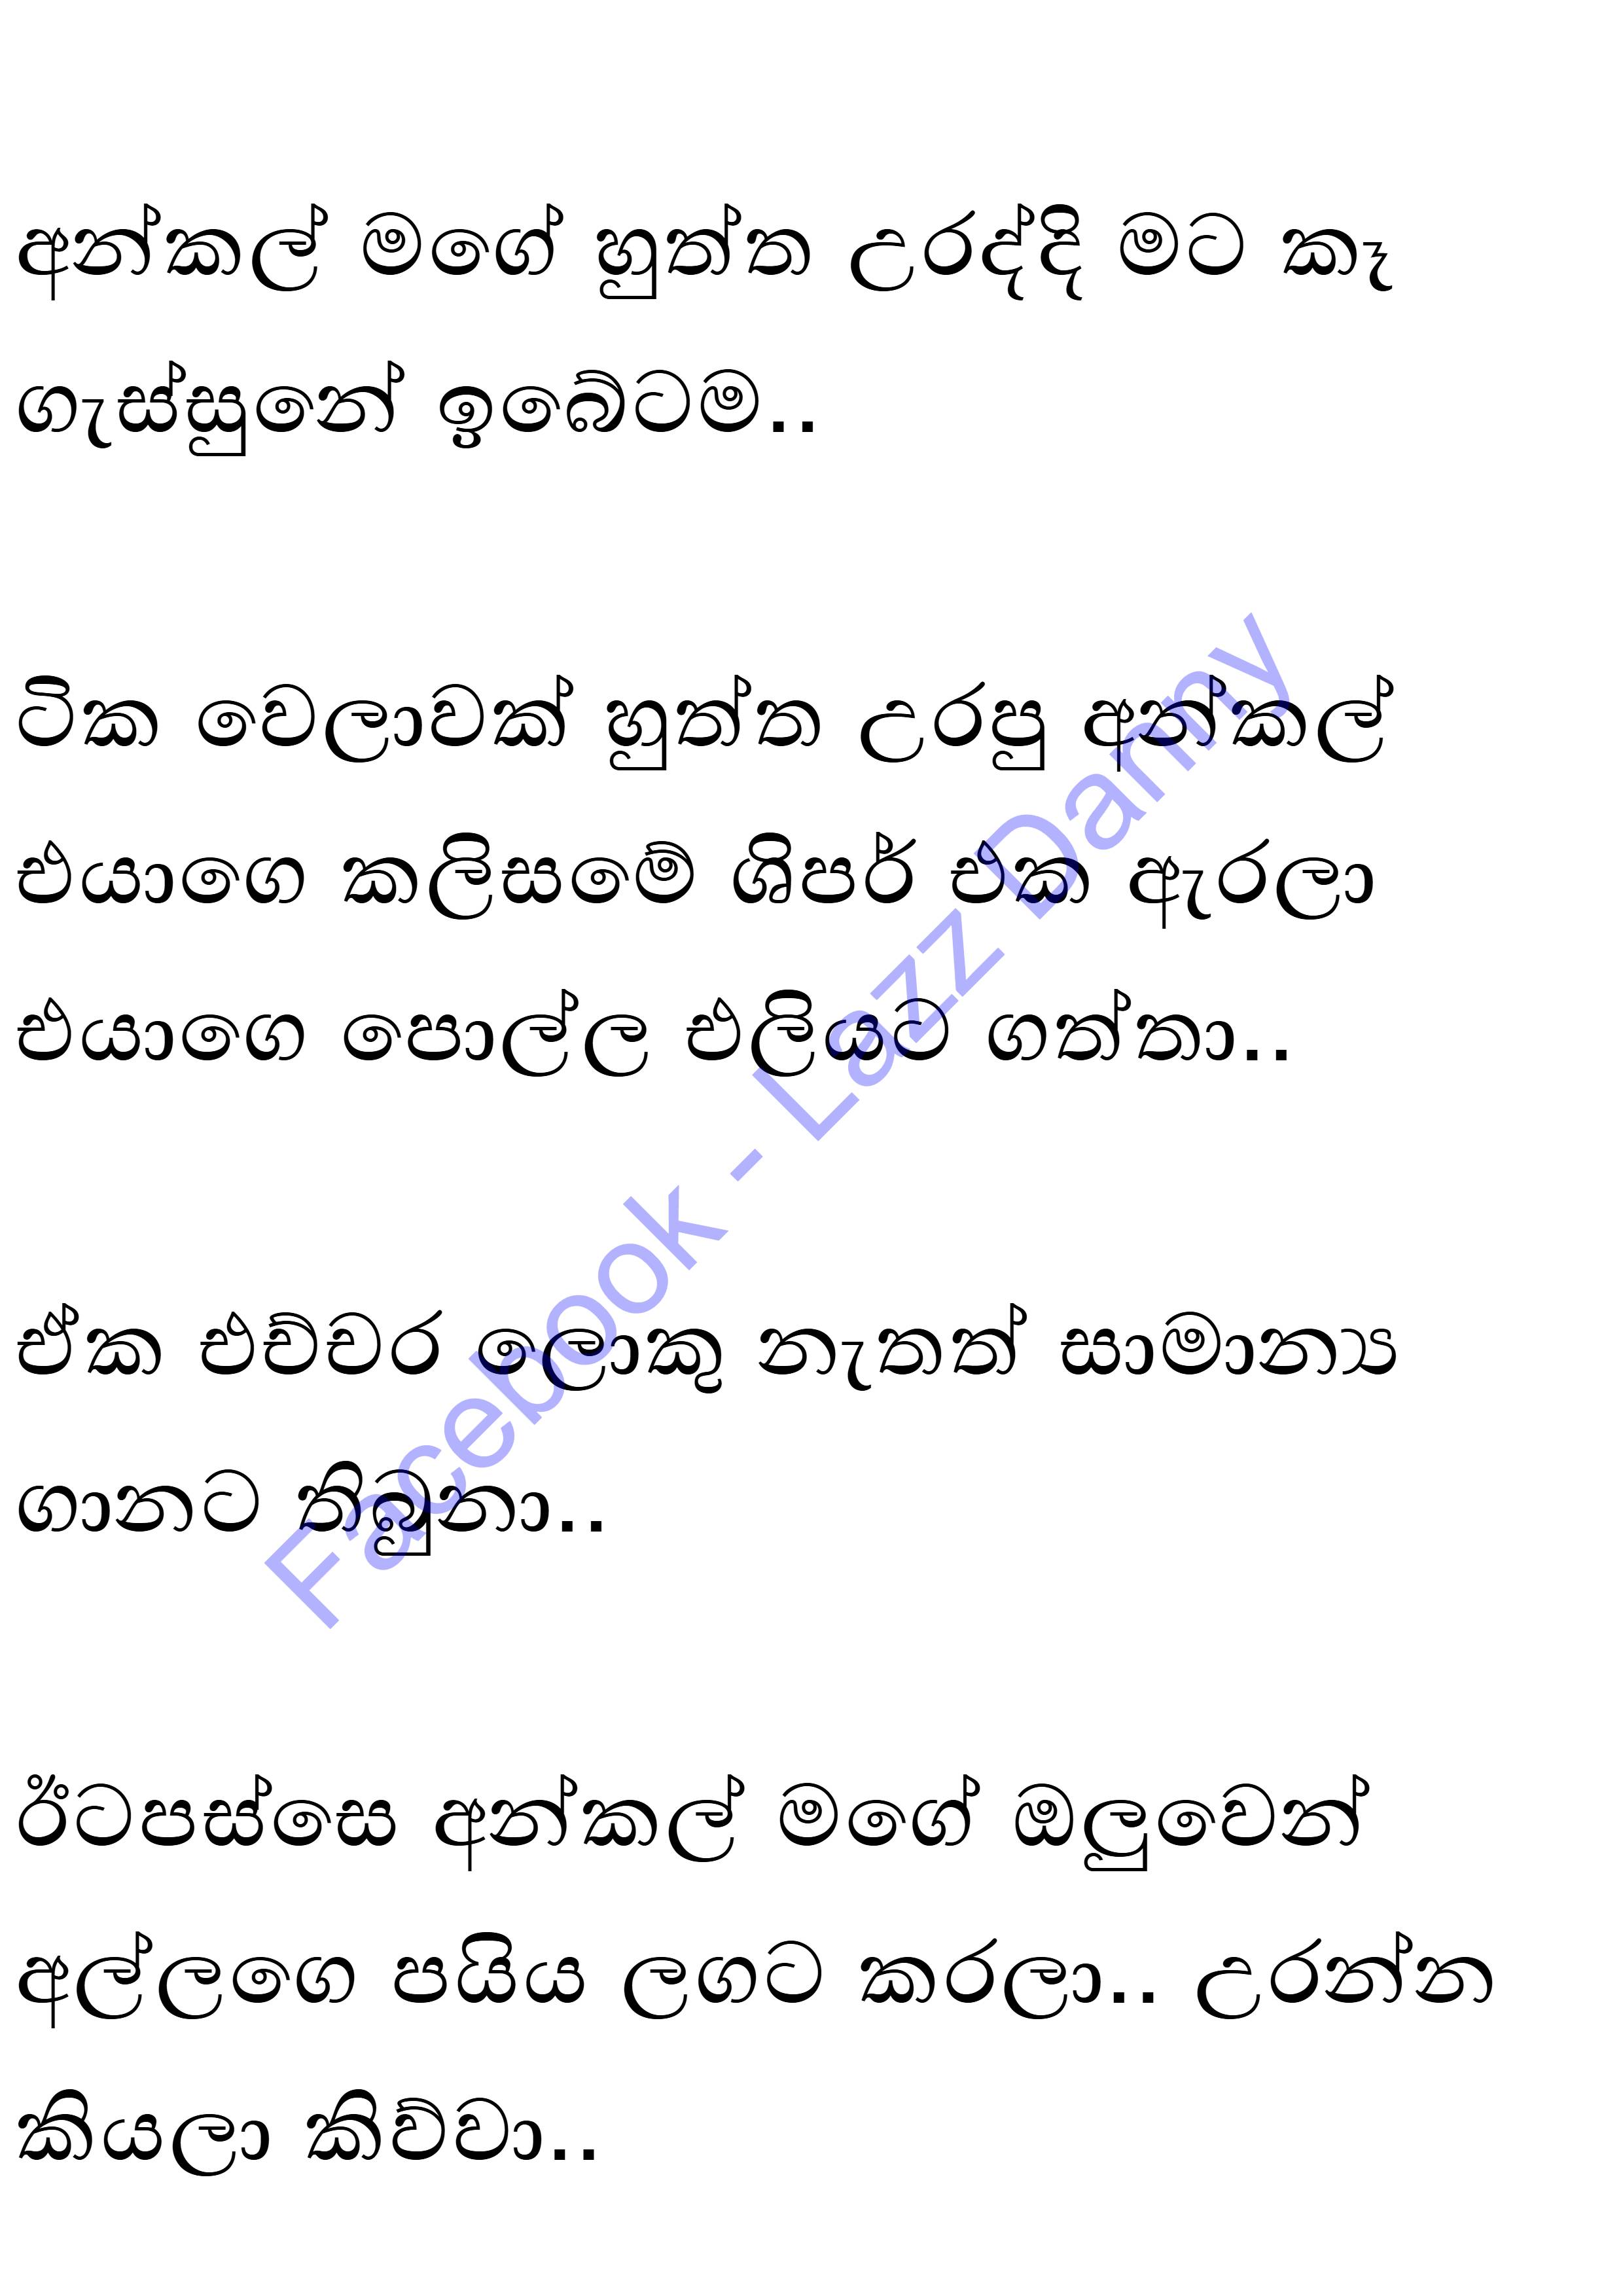 අන්කල් මගේ හුත්ත උරද්දි මට කෑ
ගැස්සුනේ ඉබේටම..
ටික වෙලාවක් හුත්ත උරපු අන්කල්
එයාගෙ කලිසමේ ශිපර් එක ඇරලා
එයාගෙ පොල්ල එලියට ගත්තා..
ඒක එච්චර ලොකු නැතත් සාමාන්‍ය
ගානට තිබුනා..
ඊටපස්සෙ අන්කල් මගේ ඔලුවෙන්
අල්ලගෙ පයිය ලගට කරලා.. උරන්න
කියලා කිව්වා..
Facebook - Lazz Danny